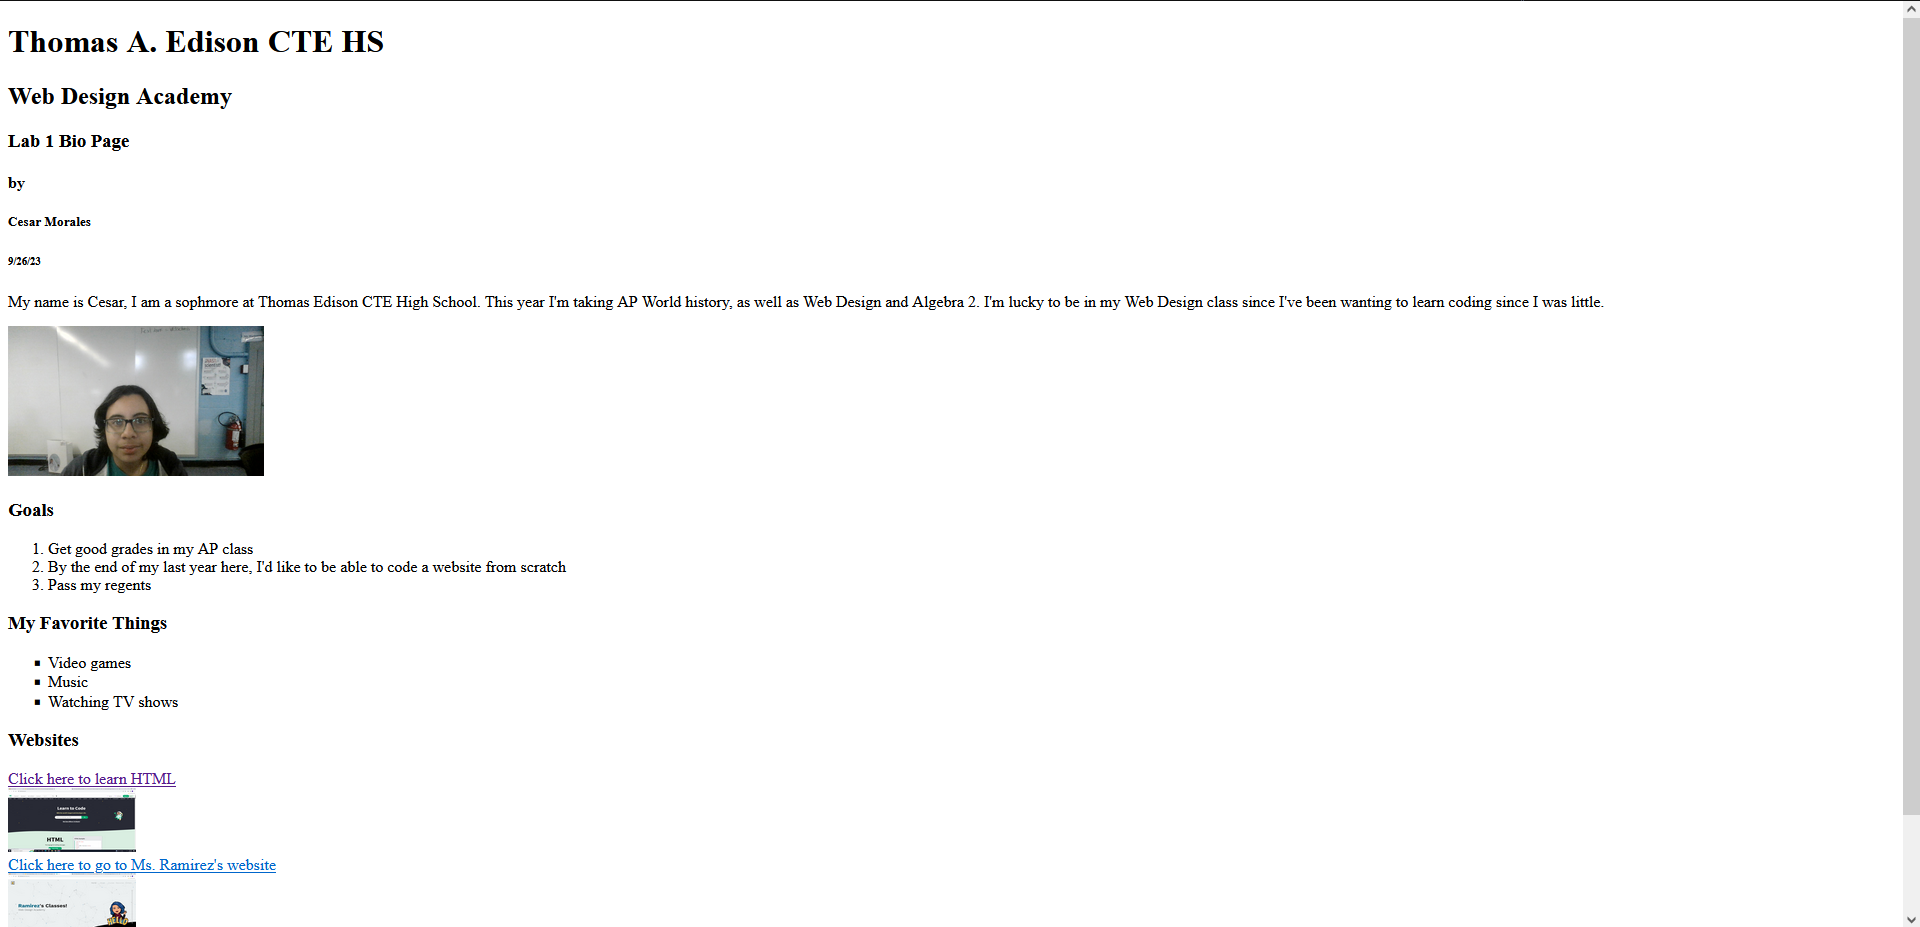 Thomas A. Edison CTE HS
Web Design Academy
Lab 1 Bio Page
by
Cesar Morales
9/26/23
My name is Cesar, I am a sophmore at Thomas Edison CTE High School. This year I'm taking AP World history, as well as Web Design and Algebra 2. I'm lucky to be in my Web Design class since I've been wanting to learn coding since I was little.
Goals
1. Get good grades in my AP class
2. By the end of my last year here, I'd like to be able to code a website from scratch
3. Pass my regents
My Favorite Things
▪ Video games
▪ Music
▪ Watching TV shows
Websites
Click here to learn HTML
Learn to Code
HTML
Click here to go to Ms. Ramirez's website
Ramirez's Classes!
HELLO